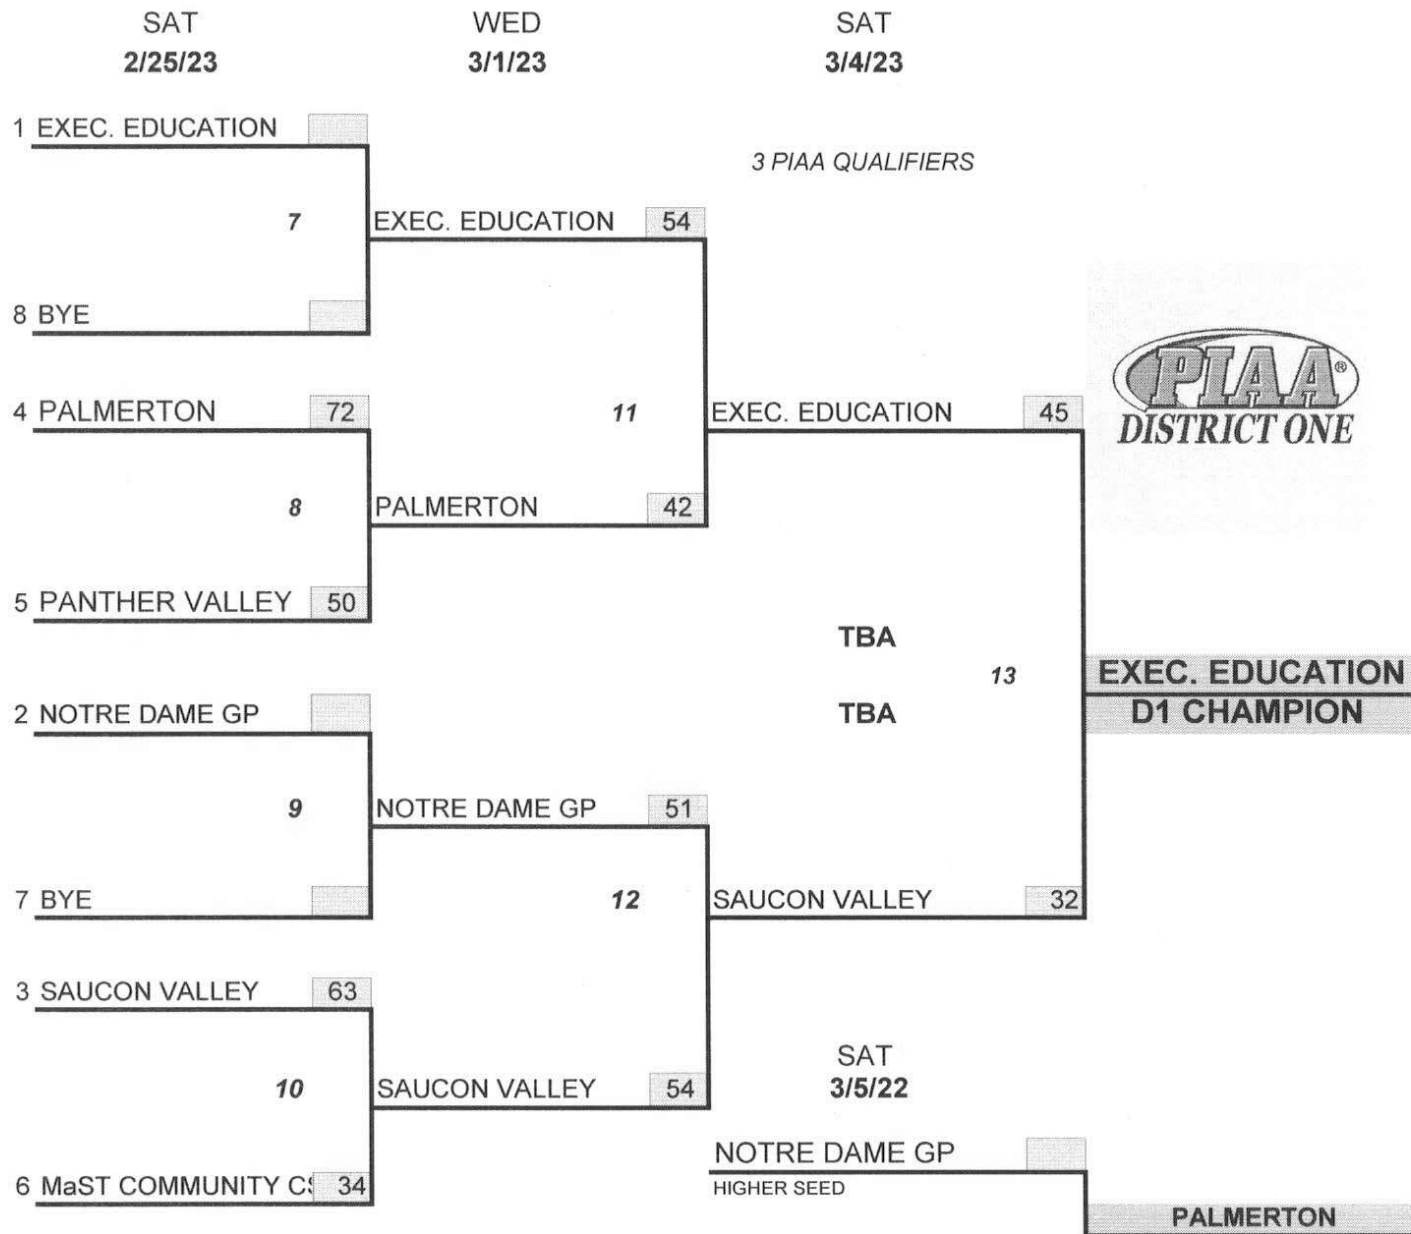 SAT WED SAT
2/25/23 3/1/23 3/4/23
1 EXEC. EDUCATION
3 PIAA QUALIFIERS
7 EXEC. EDUCATION 54
8 BYE
PIAA®
DISTRICT ONE
4 PALMERTON 72
11 EXEC. EDUCATION 45
8 PALMERTON 42
5 PANTHER VALLEY 50
TBA
13 EXEC. EDUCATION
2 NOTRE DAME GP
TBA
D1 CHAMPION
9 NOTRE DAME GP 51
7 BYE
12 SAUCON VALLEY 32
3 SAUCON VALLEY 63
SAT
10 SAUCON VALLEY 54
3/5/22
NOTRE DAME GP
6 MaST COMMUNITY 34
HIGHER SEED
PALMERTON